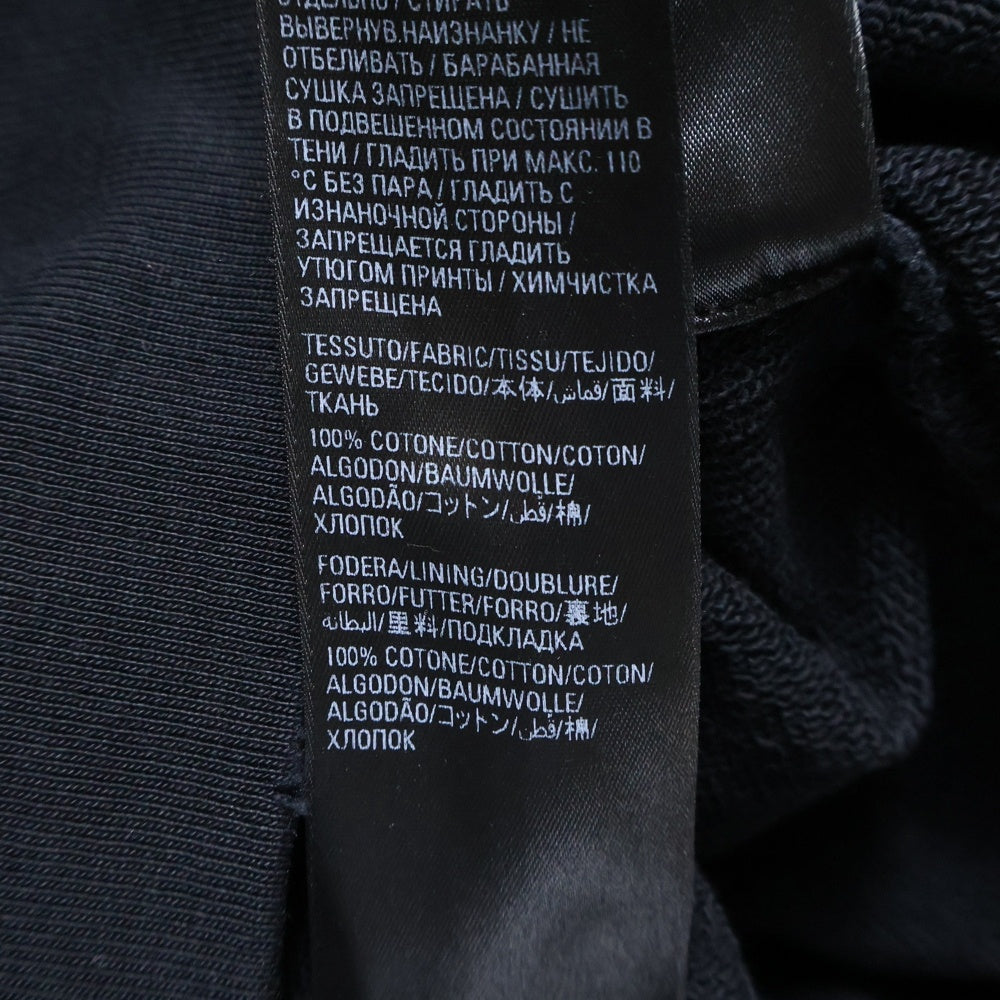 ОТДЕЛЬНО / СТИРАТЬ
ВЫВЕРНУВ НАИЗНАНКУ / НЕ
ОТБЕЛИВАТЬ / БАРАБАННАЯ
СУШКА ЗАПРЕЩЕНА / СУШИТЬ
В ПОДВЕШЕННОМ СОСТОЯНИИ В
ТЕНИ / ГЛАДИТЬ ПРИ МАКС. 110
°C БЕЗ ПАРА / ГЛАДИТЬ С
ИЗНАНОЧНОЙ СТОРОНЫ /
ЗАПРЕЩАЕТСЯ ГЛАДИТЬ
УТЮГОМ ПРИНТЫ / ХИМЧИСТКА
ЗАПРЕЩЕНА
TESSUTO/FABRIC/TISSU/TEJIDO/
GEWEBE/TECIDO/本体/قماش/面料/
ТКАНЬ
100% COTONE/COTTON/COTON/
ALGODON/BAUMWOLLE/
ALGODÃO/コットン/قطن/棉/
ХЛОПОК
FODERA/LINING/DOUBLURE/
FORRO/FUTTER/FORRO/裏地/
البطانة/里料/ПОДКЛАДКА
100% COTONE/COTTON/COTON/
ALGODON/BAUMWOLLE/
ALGODÃO/コットン/قطن/棉/
ХЛОПОК